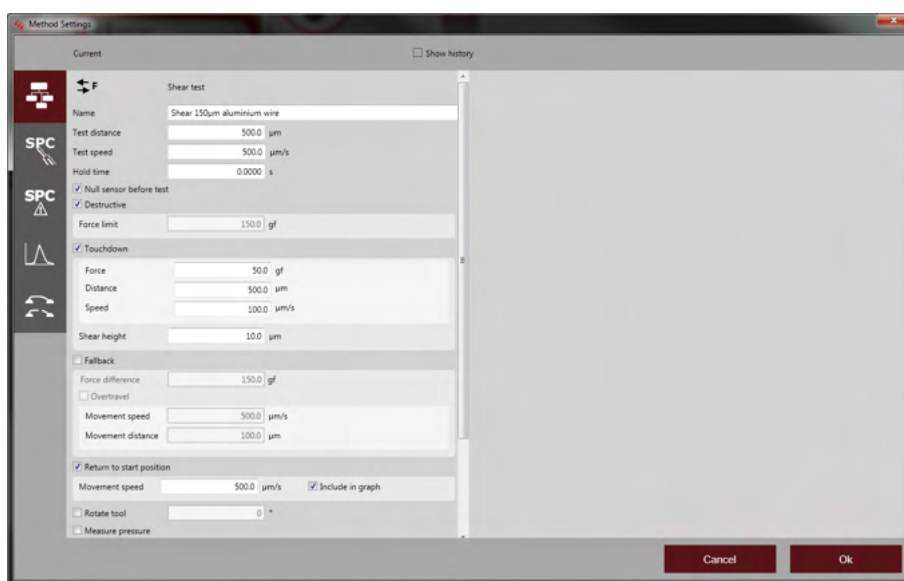 Method Settings
Current
Show history
F
Shear test
Name Shear 150µm aluminium wire
Test distance 500.0 µm
Test speed 500.0 µm/s
Hold time 0.0000 s
Null sensor before test
Destructive
Force limit 150.0 gf
Touchdown
Force 50.0 gf
Distance 500.0 µm
Speed 100.0 µm/s
Shear height 10.0 µm
Fallback
Force difference 150.0 gf
Overtravel
Movement speed 500.0 µm/s
Movement distance 100.0 µm
Return to start position
Movement speed 500.0 µm/s Include in graph
Rotate tool 0 °
Measure pressure
SPC
SPC
Cancel
Ok